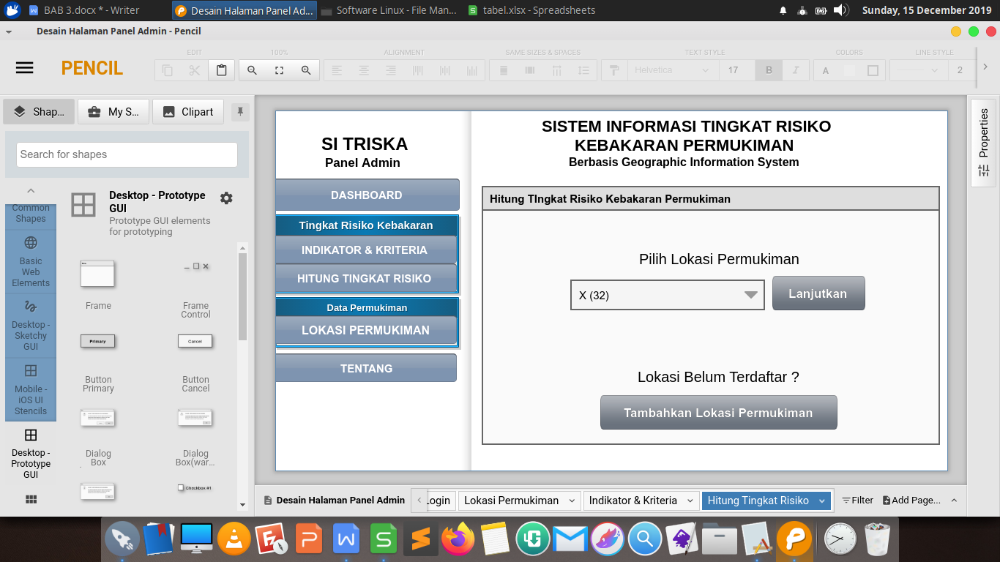 BAB 3.docx * - Writer
Desain Halaman Panel Ad...
Software Linux - File Man...
tabel.xlsx - Spreadsheets
Sunday, 15 December 2019
Desain Halaman Panel Admin - Pencil
PENCIL
EDIT
100%
ALIGNMENT
SAME SIZES & SPACES
TEXT STYLE
COLORS
LINE STYLE
Helvetica
17
B
I
A
2
Shap...
My S...
Clipart
Search for shapes
Common
Shapes
Basic
Web
Elements
Desktop -
Sketchy
GUI
Mobile -
iOS UI
Stencils
Desktop -
Prototype
GUI
Desktop - Prototype
GUI
Prototype GUI elements
for prototyping
Frame
Frame
Control
Primary
Cancel
Button
Primary
Button
Cancel
Dialog
Box
Dialog
Box(war...
Checkbox #1
SI TRISKA
Panel Admin
DASHBOARD
Tingkat Risiko Kebakaran
INDIKATOR & KRITERIA
HITUNG TINGKAT RISIKO
Data Permukiman
LOKASI PERMUKIMAN
TENTANG
SISTEM INFORMASI TINGKAT RISIKO
KEBAKARAN PERMUKIMAN
Berbasis Geographic Information System
Hitung TIngkat Risiko Kebakaran Permukiman
Pilih Lokasi Permukiman
X (32)
Lanjutkan
Lokasi Belum Terdaftar ?
Tambahkan Lokasi Permukiman
Properties
Desain Halaman Panel Admin
Login
Lokasi Permukiman
Indikator & Kriteria
Hitung Tingkat Risiko
Filter
Add Page...